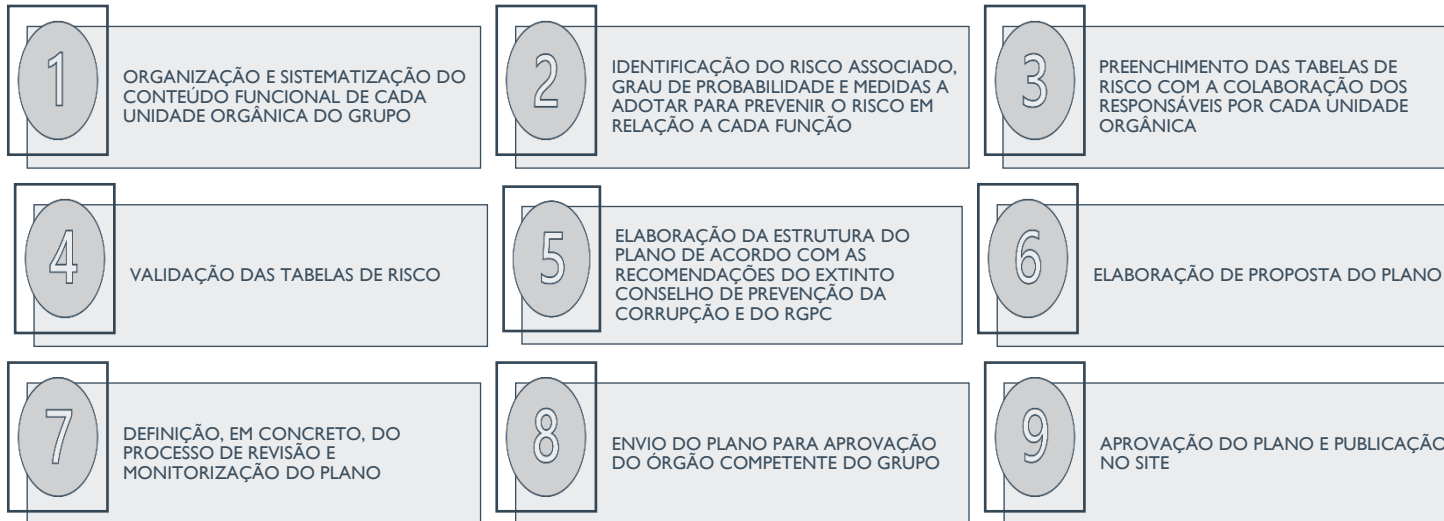 1
ORGANIZAÇÃO E SISTEMATIZAÇÃO DO
CONTEÚDO FUNCIONAL DE CADA
UNIDADE ORGÂNICA DO GRUPO
2
IDENTIFICAÇÃO DO RISCO ASSOCIADO,
GRAU DE PROBABILIDADE E MEDIDAS A
ADOTAR PARA PREVENIR O RISCO EM
RELAÇÃO A CADA FUNÇÃO
3
PREENCHIMENTO DAS TABELAS DE
RISCO COM A COLABORAÇÃO DOS
RESPONSÁVEIS POR CADA UNIDADE
ORGÂNICA
4
VALIDAÇÃO DAS TABELAS DE RISCO
5
ELABORAÇÃO DA ESTRUTURA DO
PLANO DE ACORDO COM AS
RECOMENDAÇÕES DO EXTINTO
CONSELHO DE PREVENÇÃO DA
CORRUPÇÃO E DO RGPC
6
ELABORAÇÃO DE PROPOSTA DO PLANO
7
DEFINIÇÃO, EM CONCRETO, DO
PROCESSO DE REVISÃO E
MONITORIZAÇÃO DO PLANO
8
ENVIO DO PLANO PARA APROVAÇÃO
DO ÓRGÃO COMPETENTE DO GRUPO
9
APROVAÇÃO DO PLANO E PUBLICAÇÃO
NO SITE